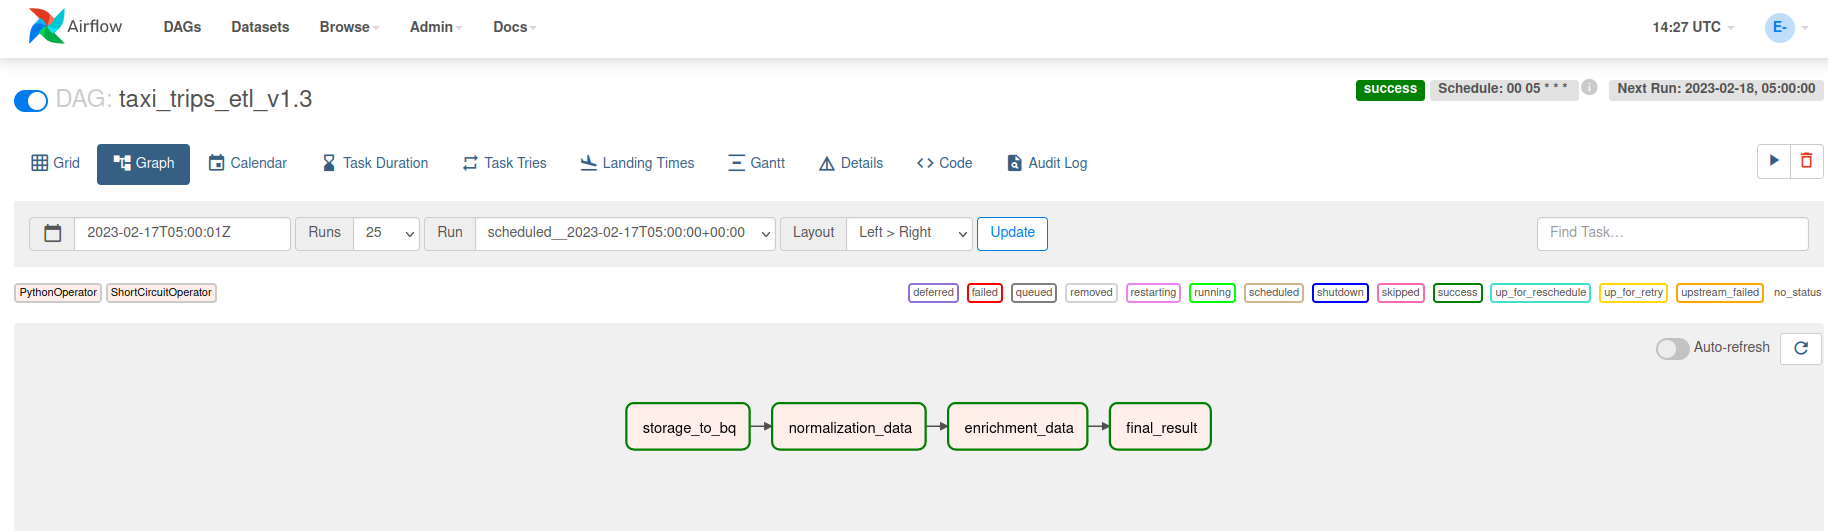 Airflow DAGs Datasets Browse Admin Docs 14:27 UTC E-
DAG: taxi_trips_etl_v1.3 success Schedule: 00 05 * * * i Next Run: 2023-02-18, 05:00:00
Grid Graph Calendar Task Duration Task Tries Landing Times Gantt Details Code Audit Log
2023-02-17T05:00:01Z Runs 25 Run scheduled__2023-02-17T05:00:00+00:00 Layout Left > Right Update Find Task...
PythonOperator ShortCircuitOperator deferred failed queued removed restarting running scheduled shutdown skipped success up_for_reschedule up_for_retry upstream_failed no_status
Auto-refresh
storage_to_bq normalization_data enrichment_data final_result